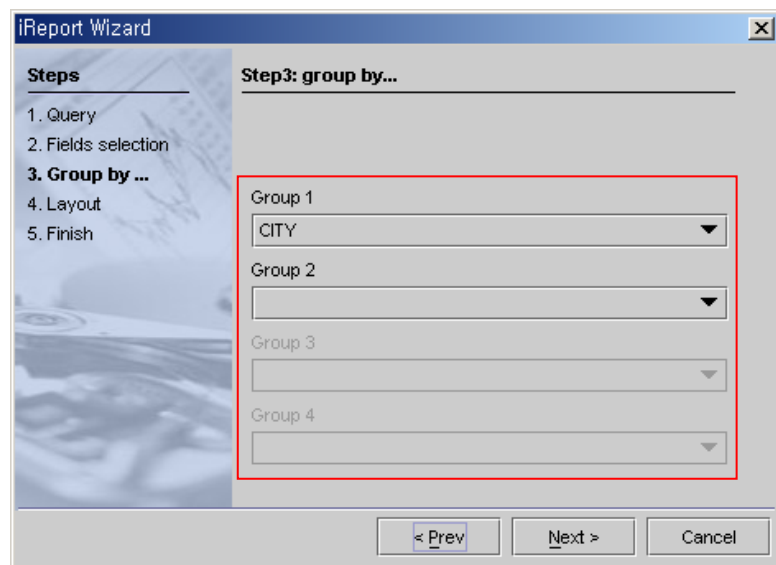 iReport Wizard
Steps
1. Query
2. Fields selection
3. Group by ...
4. Layout
5. Finish
Step3: group by...
Group 1
CITY
Group 2
Group 3
Group 4
< Prev
Next >
Cancel